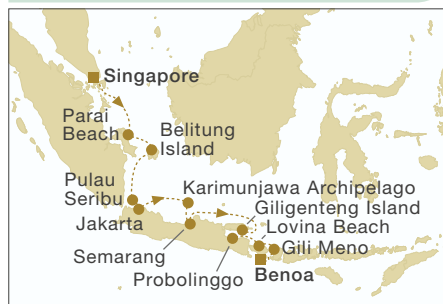 Singapore
Parai
Beach
Belitung
Island
Pulau
Seribu
Jakarta
Karimunjawa Archipelago
Giligenteng Island
Lovina Beach
Semarang
Gili Meno
Probolinggo
Benoa